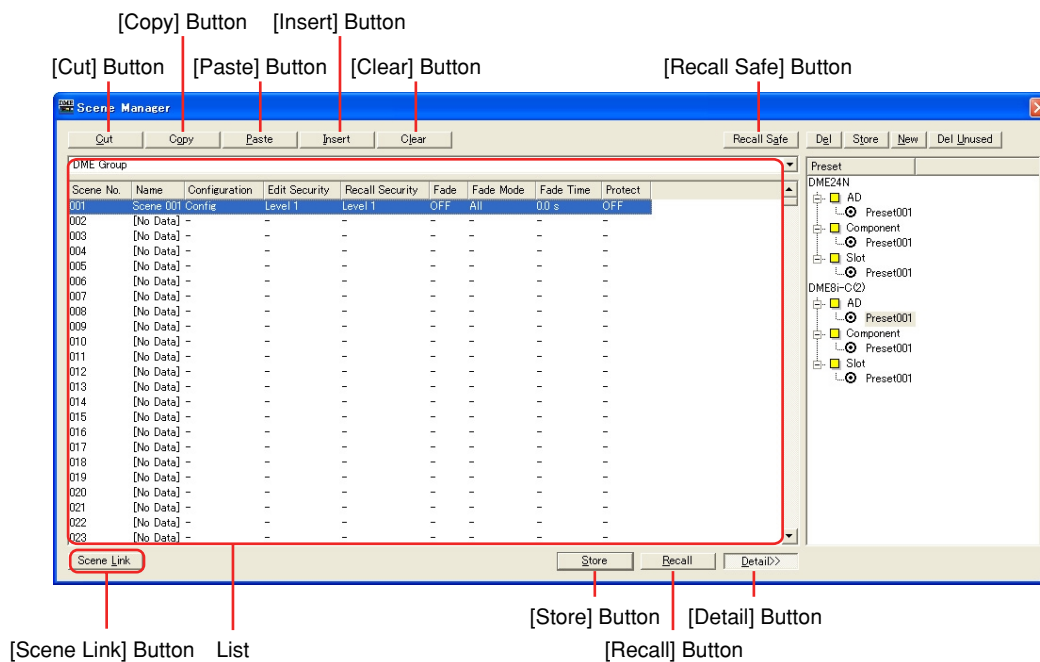 [Copy] Button [Insert] Button
[Cut] Button [Paste] Button [Clear] Button [Recall Safe] Button
Scene Manager
Cut Copy Paste Insert Clear Recall Safe Del Store New Del Unused
DME Group
Scene No. Name Configuration Edit Security Recall Security Fade Fade Mode Fade Time Protect
001 Scene 001 Config Level 1 Level 1 OFF All 0.0 s OFF
002 [No Data] - - - - - - -
003 [No Data] - - - - - - -
004 [No Data] - - - - - - -
005 [No Data] - - - - - - -
006 [No Data] - - - - - - -
007 [No Data] - - - - - - -
008 [No Data] - - - - - - -
009 [No Data] - - - - - - -
010 [No Data] - - - - - - -
011 [No Data] - - - - - - -
012 [No Data] - - - - - - -
013 [No Data] - - - - - - -
014 [No Data] - - - - - - -
015 [No Data] - - - - - - -
016 [No Data] - - - - - - -
017 [No Data] - - - - - - -
018 [No Data] - - - - - - -
019 [No Data] - - - - - - -
020 [No Data] - - - - - - -
021 [No Data] - - - - - - -
022 [No Data] - - - - - - -
023 [No Data] - - - - - - -
Preset
DME24N
AD
Preset001
Component
Preset001
Slot
Preset001
DME8i-C(2)
AD
Preset001
Component
Preset001
Slot
Preset001
Scene Link Store Recall Detail>>
[Store] Button [Detail] Button
[Scene Link] Button List [Recall] Button